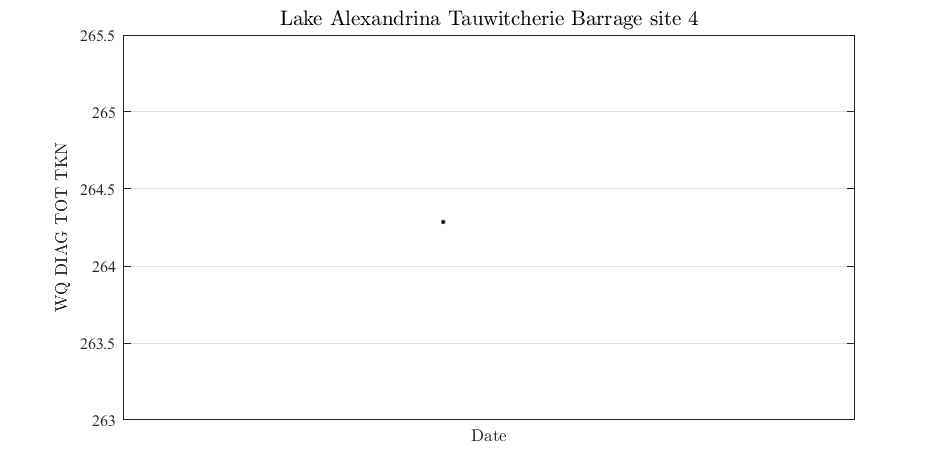 Lake Alexandrina Tauwitcherie Barrage site 4
265.5
265
264.5
264
263.5
263
WQ DIAG TOT TKN
Date